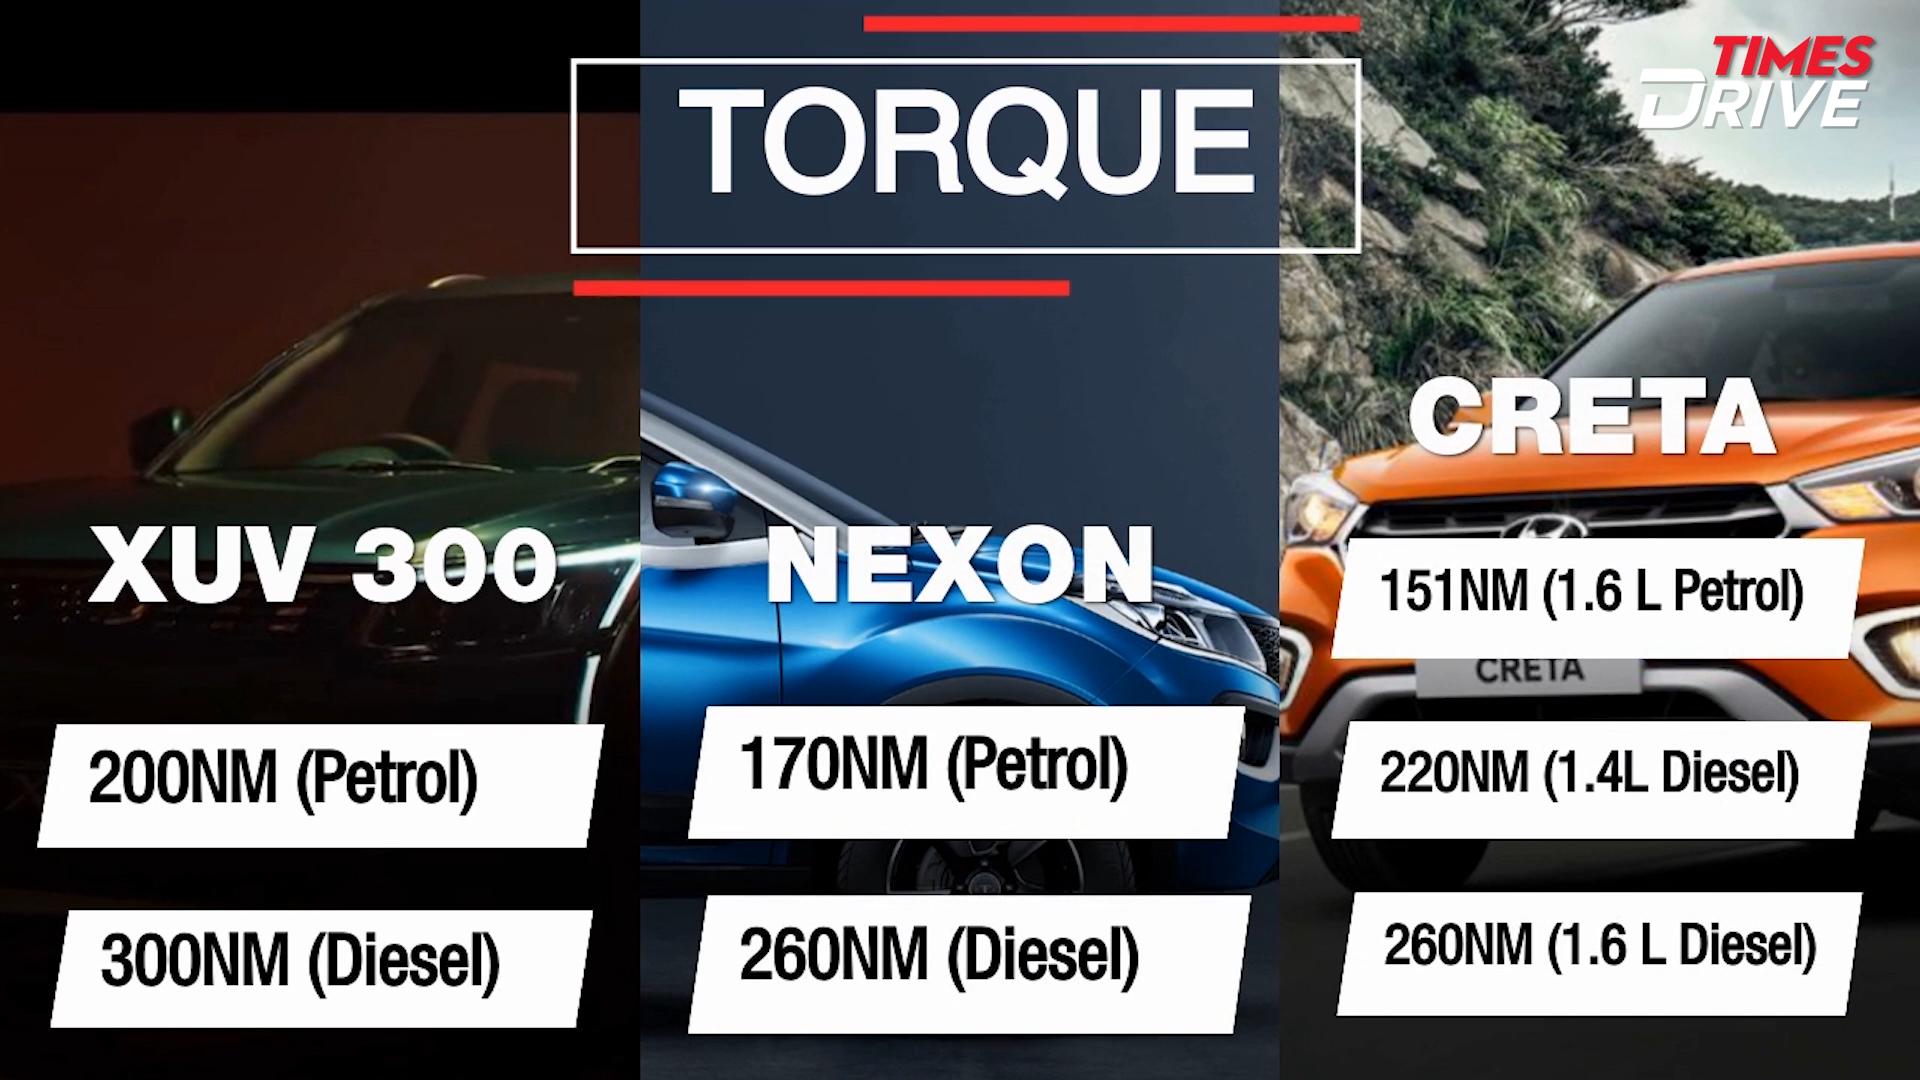 TIMES
DRIVE
TORQUE
XUV 300
200NM (Petrol)
300NM (Diesel)
NEXON
170NM (Petrol)
260NM (Diesel)
CRETA
151NM (1.6 L Petrol)
CRETA
220NM (1.4L Diesel)
260NM (1.6 L Diesel)